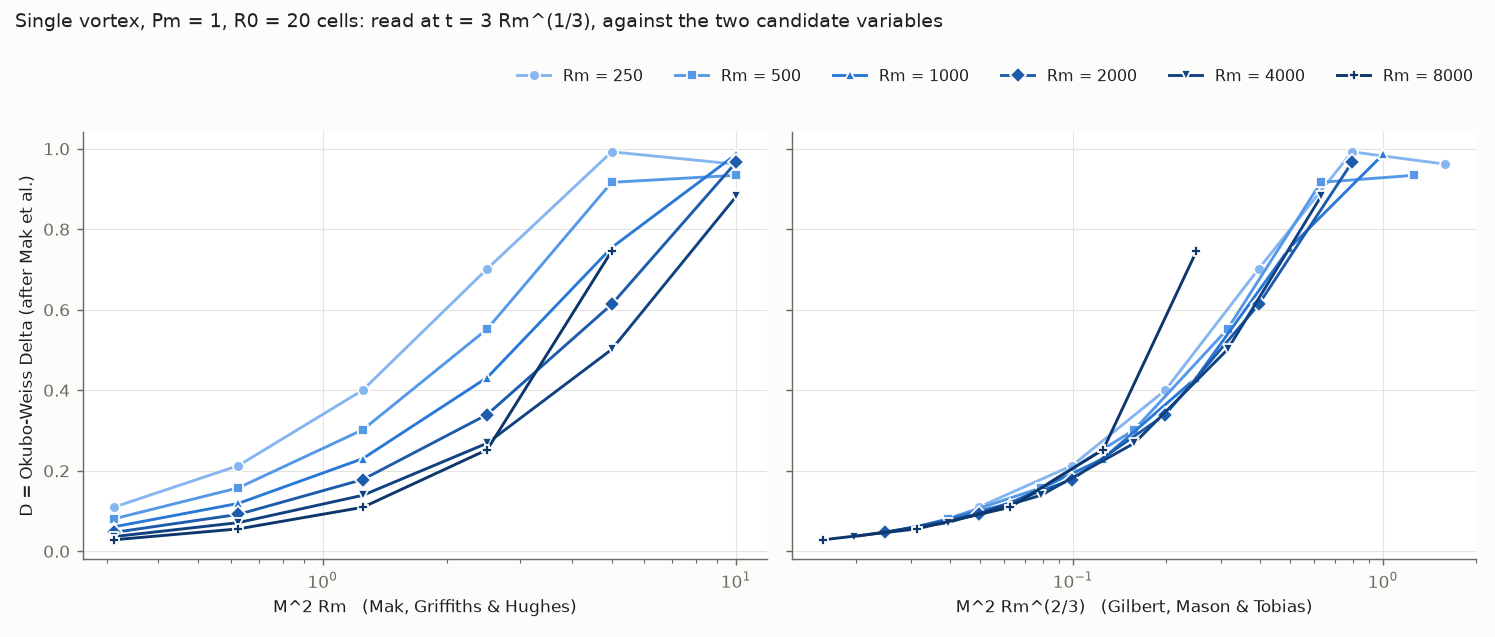 Single vortex, Pm = 1, R0 = 20 cells: read at t = 3 Rm^(1/3), against the two candidate variables
Rm = 250 Rm = 500 Rm = 1000 Rm = 2000 Rm = 4000 Rm = 8000
D = Okubo-Weiss Delta (after Mak et al.)
1.0
0.8
0.6
0.4
0.2
0.0
10^0 10^1
M^2 Rm (Mak, Griffiths & Hughes)
10^−1 10^0
M^2 Rm^(2/3) (Gilbert, Mason & Tobias)